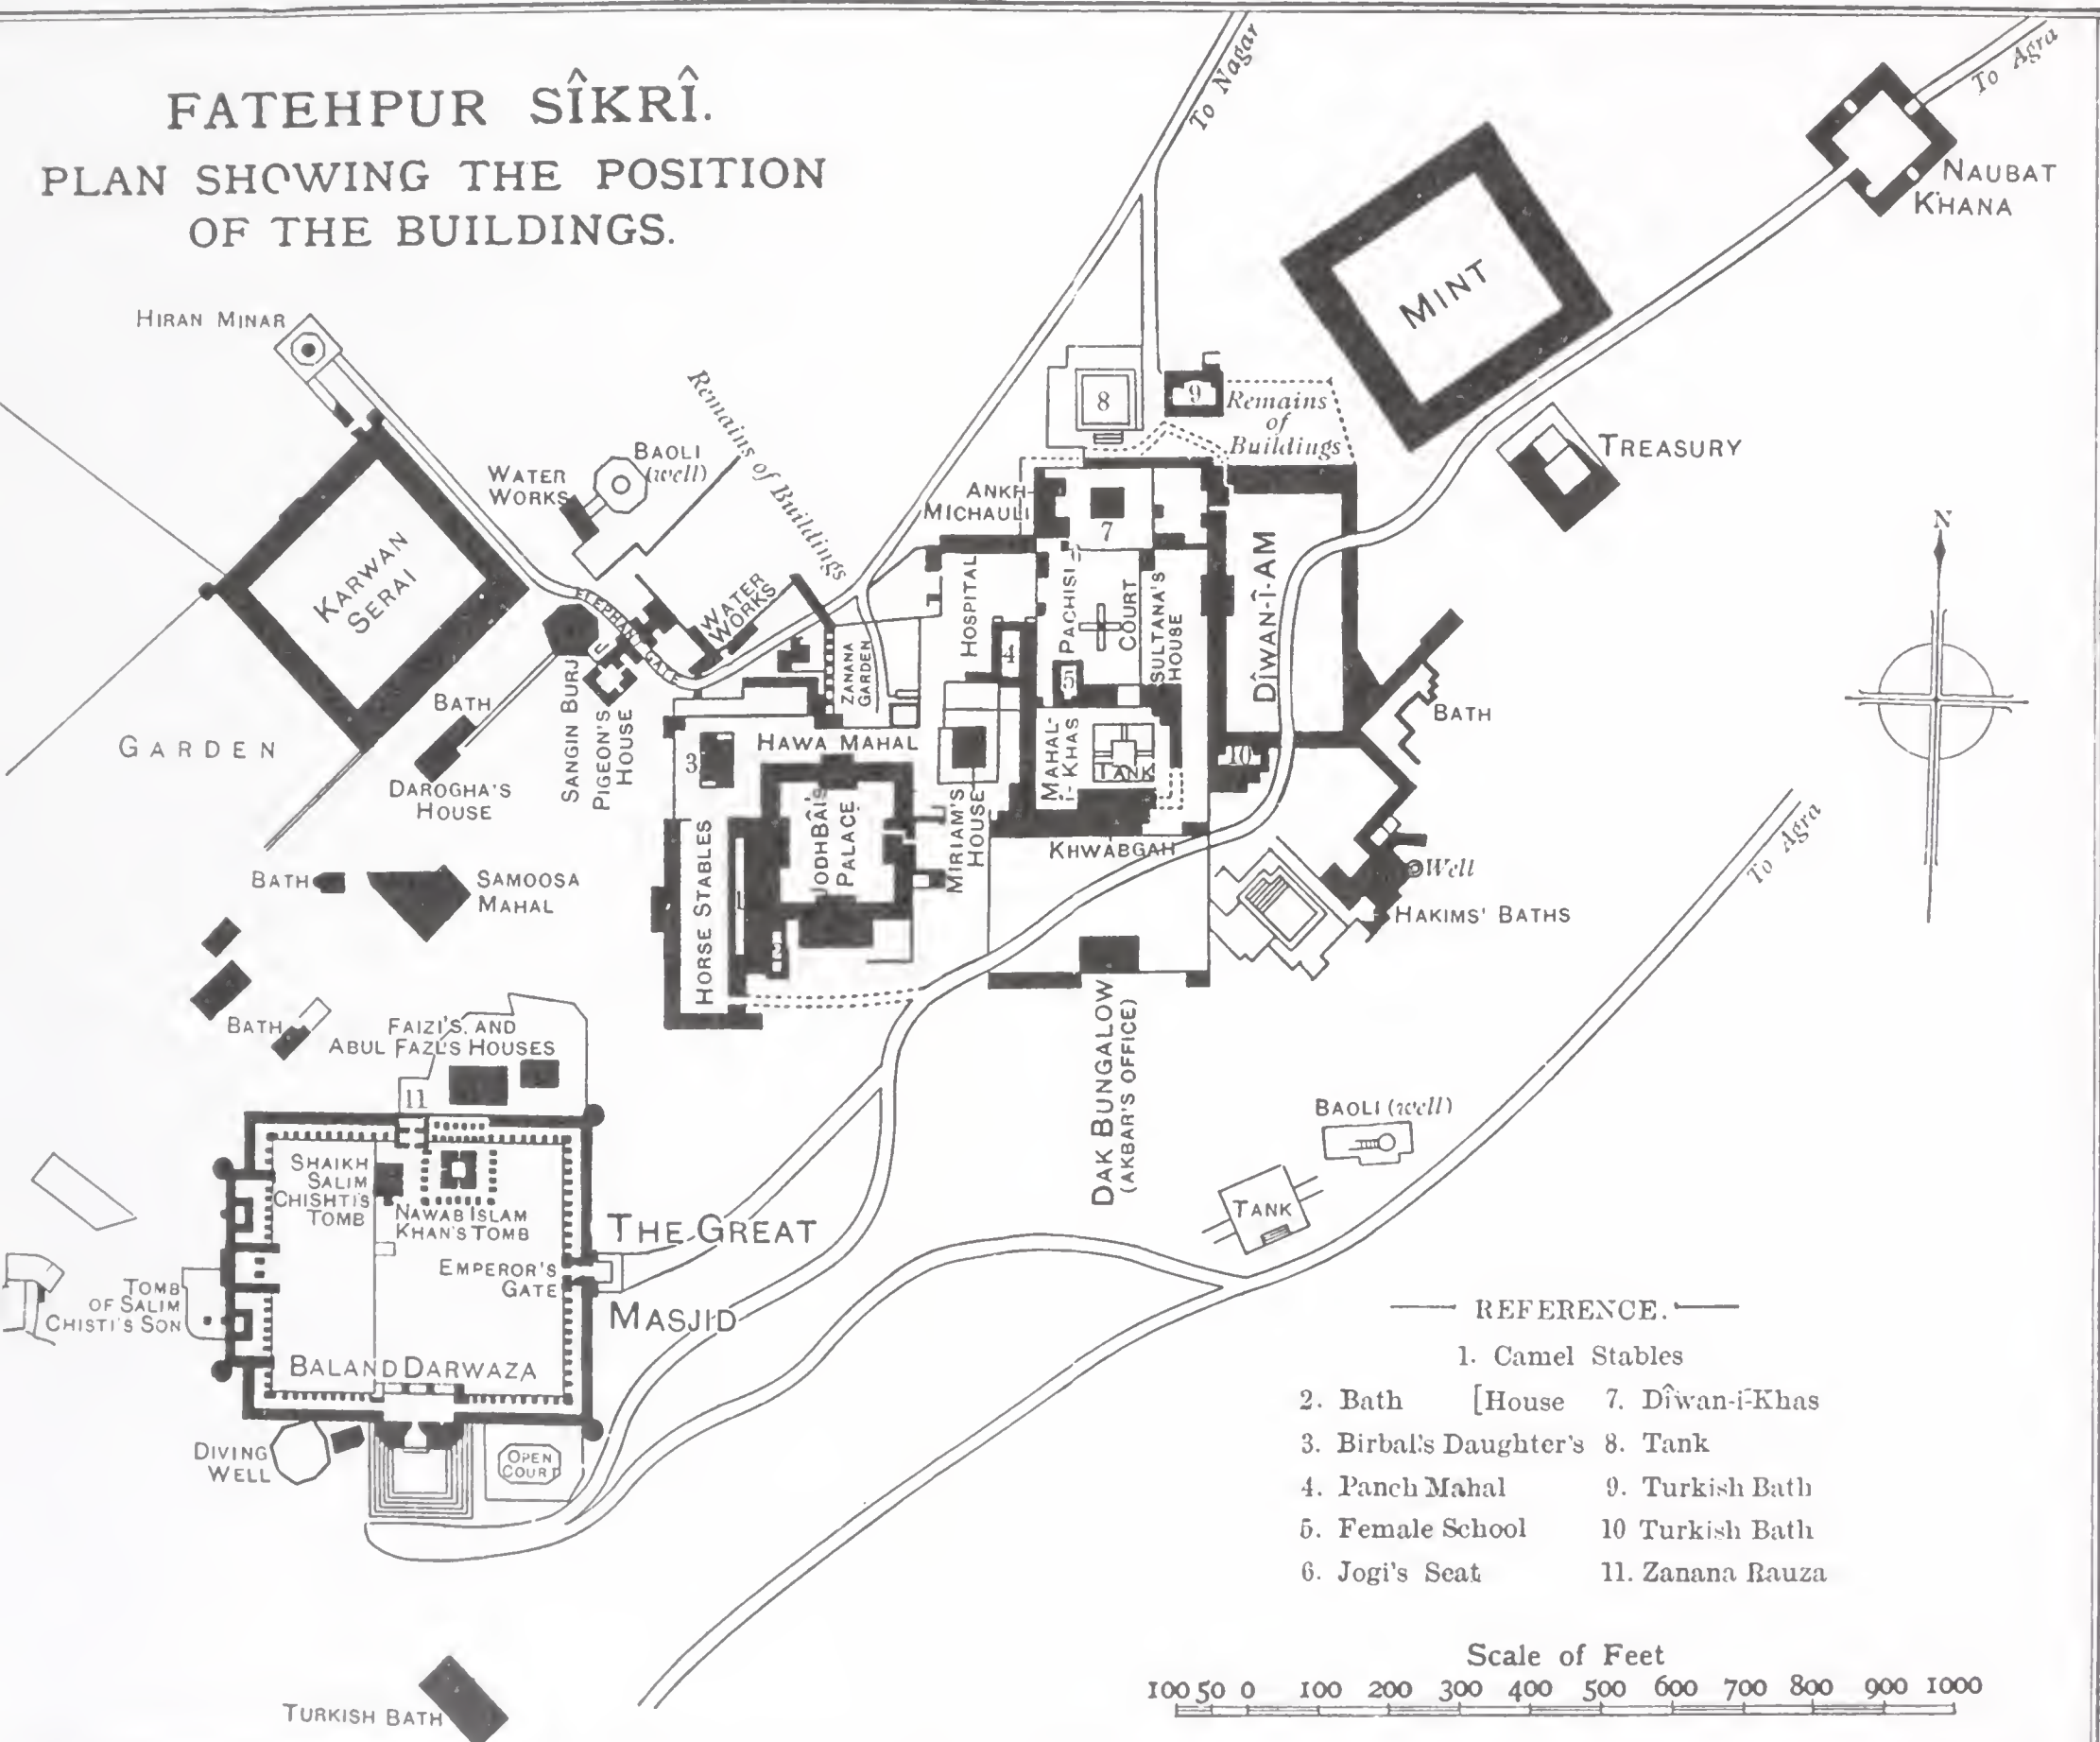 FATEHPUR SÎKRÎ.
PLAN SHOWING THE POSITION
OF THE BUILDINGS.
To Nagar
To Agra
NAUBAT
KHANA
MINT
HIRAN MINAR
Remains of Buildings
BAOLI
(well)
WATER
WORKS
8
9
Remains
of
Buildings
TREASURY
ANKH-
MICHAULI
7
N
KARWAN
SERAI
ELEPHANT GATE
WATER
WORKS
HOSPITAL
6
PACHISI
COURT
SULTANA'S
HOUSE
DÎWAN-Î-AM
ZANANA
GARDEN
4
5
BATH
SANGIN BURJ
PIGEON'S
HOUSE
GARDEN
DAROGHA'S
HOUSE
3
HAWA MAHAL
MAHAL-
I-KHAS
TANK
10
BATH
JODHBÂI'S
PALACE
MIRIAM'S
HOUSE
KHWABGAH
To Agra
BATH
SAMOOSA
MAHAL
HORSE STABLES
1
2
Well
HAKIMS' BATHS
BATH
FAIZI'S AND
ABUL FAZL'S HOUSES
11
DAK BUNGALOW
(AKBAR'S OFFICE)
BAOLI (well)
TANK
SHAIKH
SALIM
CHISHTI'S
TOMB
NAWAB ISLAM
KHAN'S TOMB
THE GREAT
MASJID
EMPEROR'S
GATE
TOMB
OF SALIM
CHISTI'S SON
BALAND DARWAZA
DIVING
WELL
OPEN
COURT
TURKISH BATH
REFERENCE.
1. Camel Stables
2. Bath [House 7. Dîwan-i-Khas
3. Birbal's Daughter's 8. Tank
4. Panch Mahal 9. Turkish Bath
5. Female School 10 Turkish Bath
6. Jogi's Seat 11. Zanana Rauza
Scale of Feet
100 50 0 100 200 300 400 500 600 700 800 900 1000